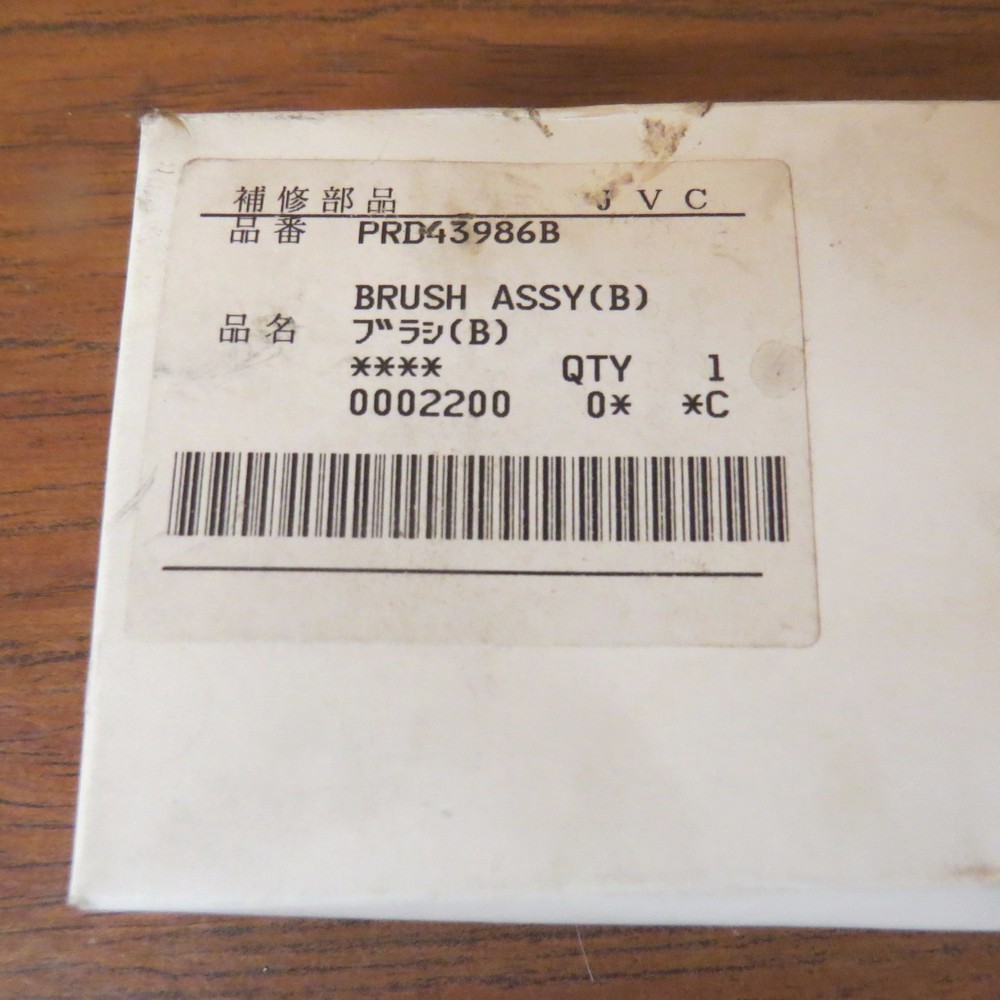 補修部品 JVC
品番 PRD43986B
BRUSH ASSY(B)
品名 ブラシ(B)
**** QTY 1
0002200 0* *C